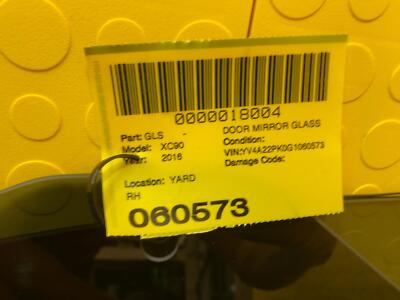 0000018004
Part: GLS - DOOR MIRROR GLASS
Model: XC90 Condition:
Year: 2016 VIN:YV4A22PK0G1060573
Damage Code:
Location: YARD
RH
060573